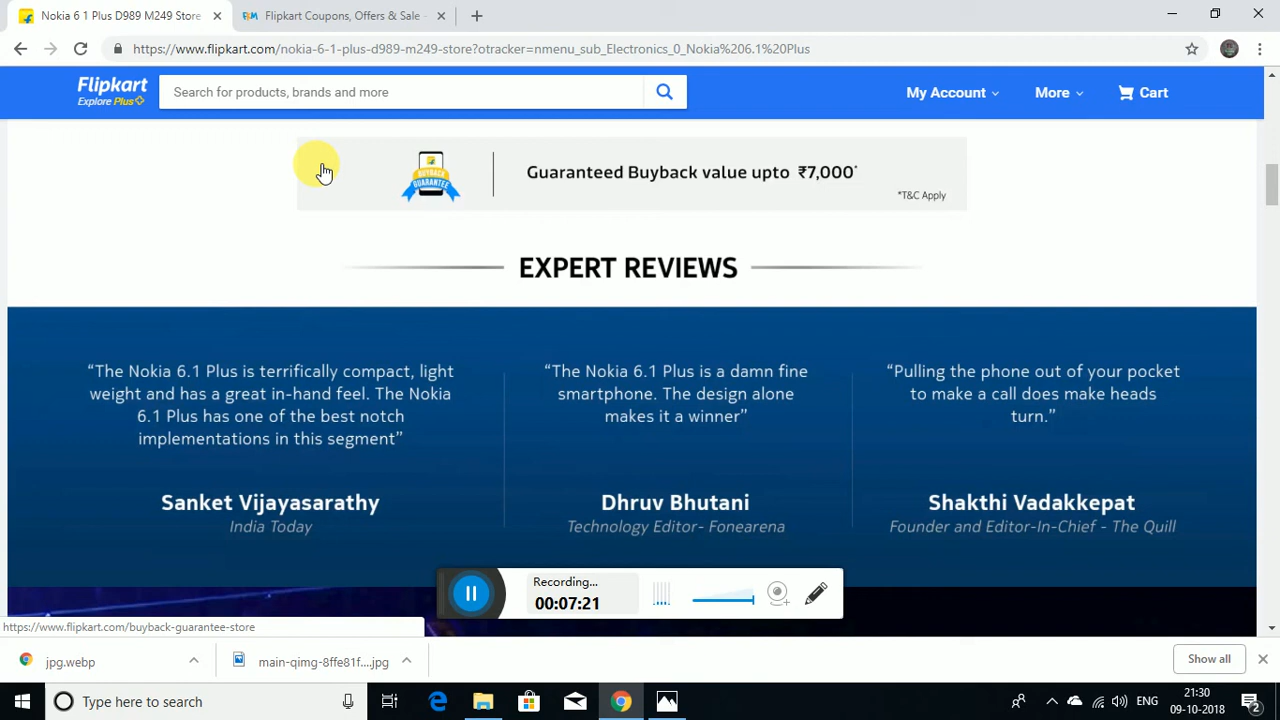 Nokia 6 1 Plus D989 M249 Store
Flipkart Coupons, Offers & Sale -
https://www.flipkart.com/nokia-6-1-plus-d989-m249-store?otracker=nmenu_sub_Electronics_0_Nokia%206.1%20Plus
Flipkart
Explore Plus
Search for products, brands and more
My Account
More
Cart
BUYBACK
GUARANTEE
Guaranteed Buyback value upto ₹7,000*
*T&C Apply
EXPERT REVIEWS
“The Nokia 6.1 Plus is terrifically compact, light
weight and has a great in-hand feel. The Nokia
6.1 Plus has one of the best notch
implementations in this segment”
Sanket Vijayasarathy
India Today
“The Nokia 6.1 Plus is a damn fine
smartphone. The design alone
makes it a winner”
Dhruv Bhutani
Technology Editor- Fonearena
“Pulling the phone out of your pocket
to make a call does make heads
turn.”
Shakthi Vadakkepat
Founder and Editor-In-Chief - The Quill
Recording...
00:07:21
https://www.flipkart.com/buyback-guarantee-store
jpg.webp
main-qimg-8ffe81f....jpg
Show all
Type here to search
ENG
21:30
09-10-2018
2